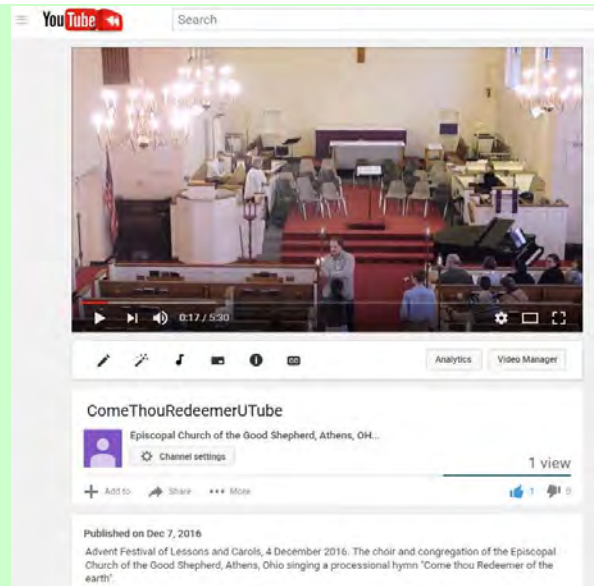 YouTube
Search
0:17 / 5:30
CC
Analytics Video Manager
ComeThouRedeemerUTube
Episcopal Church of the Good Shepherd, Athens, OH...
Channel settings
1 view
Add to Share More
1 0
Published on Dec 7, 2016
Advent Festival of Lessons and Carols, 4 December 2016. The choir and congregation of the Episcopal
Church of the Good Shepherd, Athens, Ohio singing a processional hymn "Come thou Redeemer of the
earth".